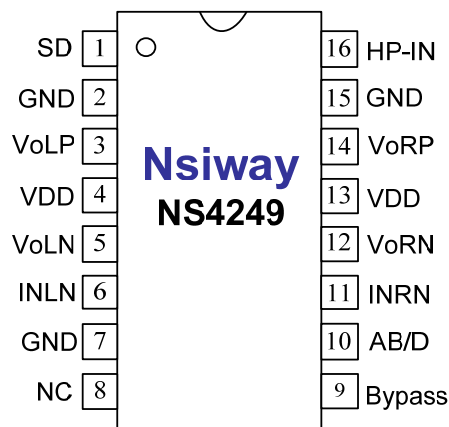 SD 1 16 HP-IN
GND 2 15 GND
VoLP 3 14 VoRP
Nsiway
VDD 4 13 VDD
NS4249
VoLN 5 12 VoRN
INLN 6 11 INRN
GND 7 10 AB/D
NC 8 9 Bypass